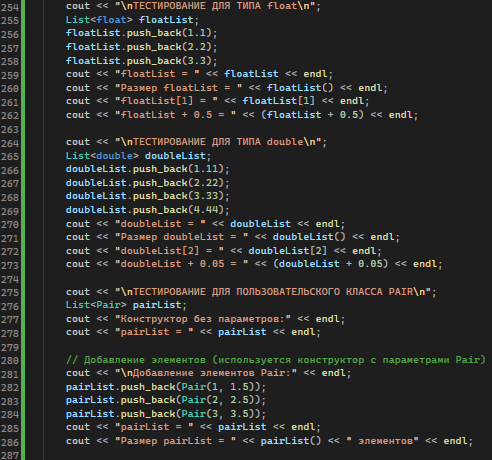 254 cout << "\nТЕСТИРОВАНИЕ ДЛЯ ТИПА float\n";
255 List<float> floatList;
256 floatList.push_back(1.1);
257 floatList.push_back(2.2);
258 floatList.push_back(3.3);
259 cout << "floatList = " << floatList << endl;
260 cout << "Размер floatList = " << floatList() << endl;
261 cout << "floatList[1] = " << floatList[1] << endl;
262 cout << "floatList + 0.5 = " << (floatList + 0.5) << endl;
263
264 cout << "\nТЕСТИРОВАНИЕ ДЛЯ ТИПА double\n";
265 List<double> doubleList;
266 doubleList.push_back(1.11);
267 doubleList.push_back(2.22);
268 doubleList.push_back(3.33);
269 doubleList.push_back(4.44);
270 cout << "doubleList = " << doubleList << endl;
271 cout << "Размер doubleList = " << doubleList() << endl;
272 cout << "doubleList[2] = " << doubleList[2] << endl;
273 cout << "doubleList + 0.05 = " << (doubleList + 0.05) << endl;
274
275 cout << "\nТЕСТИРОВАНИЕ ДЛЯ ПОЛЬЗОВАТЕЛЬСКОГО КЛАССА PAIR\n";
276 List<Pair> pairList;
277 cout << "Конструктор без параметров:" << endl;
278 cout << "pairList = " << pairList << endl;
279
280 // Добавление элементов (используется конструктор с параметрами Pair)
281 cout << "\nДобавление элементов Pair:" << endl;
282 pairList.push_back(Pair(1, 1.5));
283 pairList.push_back(Pair(2, 2.5));
284 pairList.push_back(Pair(3, 3.5));
285 cout << "pairList = " << pairList << endl;
286 cout << "Размер pairList = " << pairList() << " элементов" << endl;
287